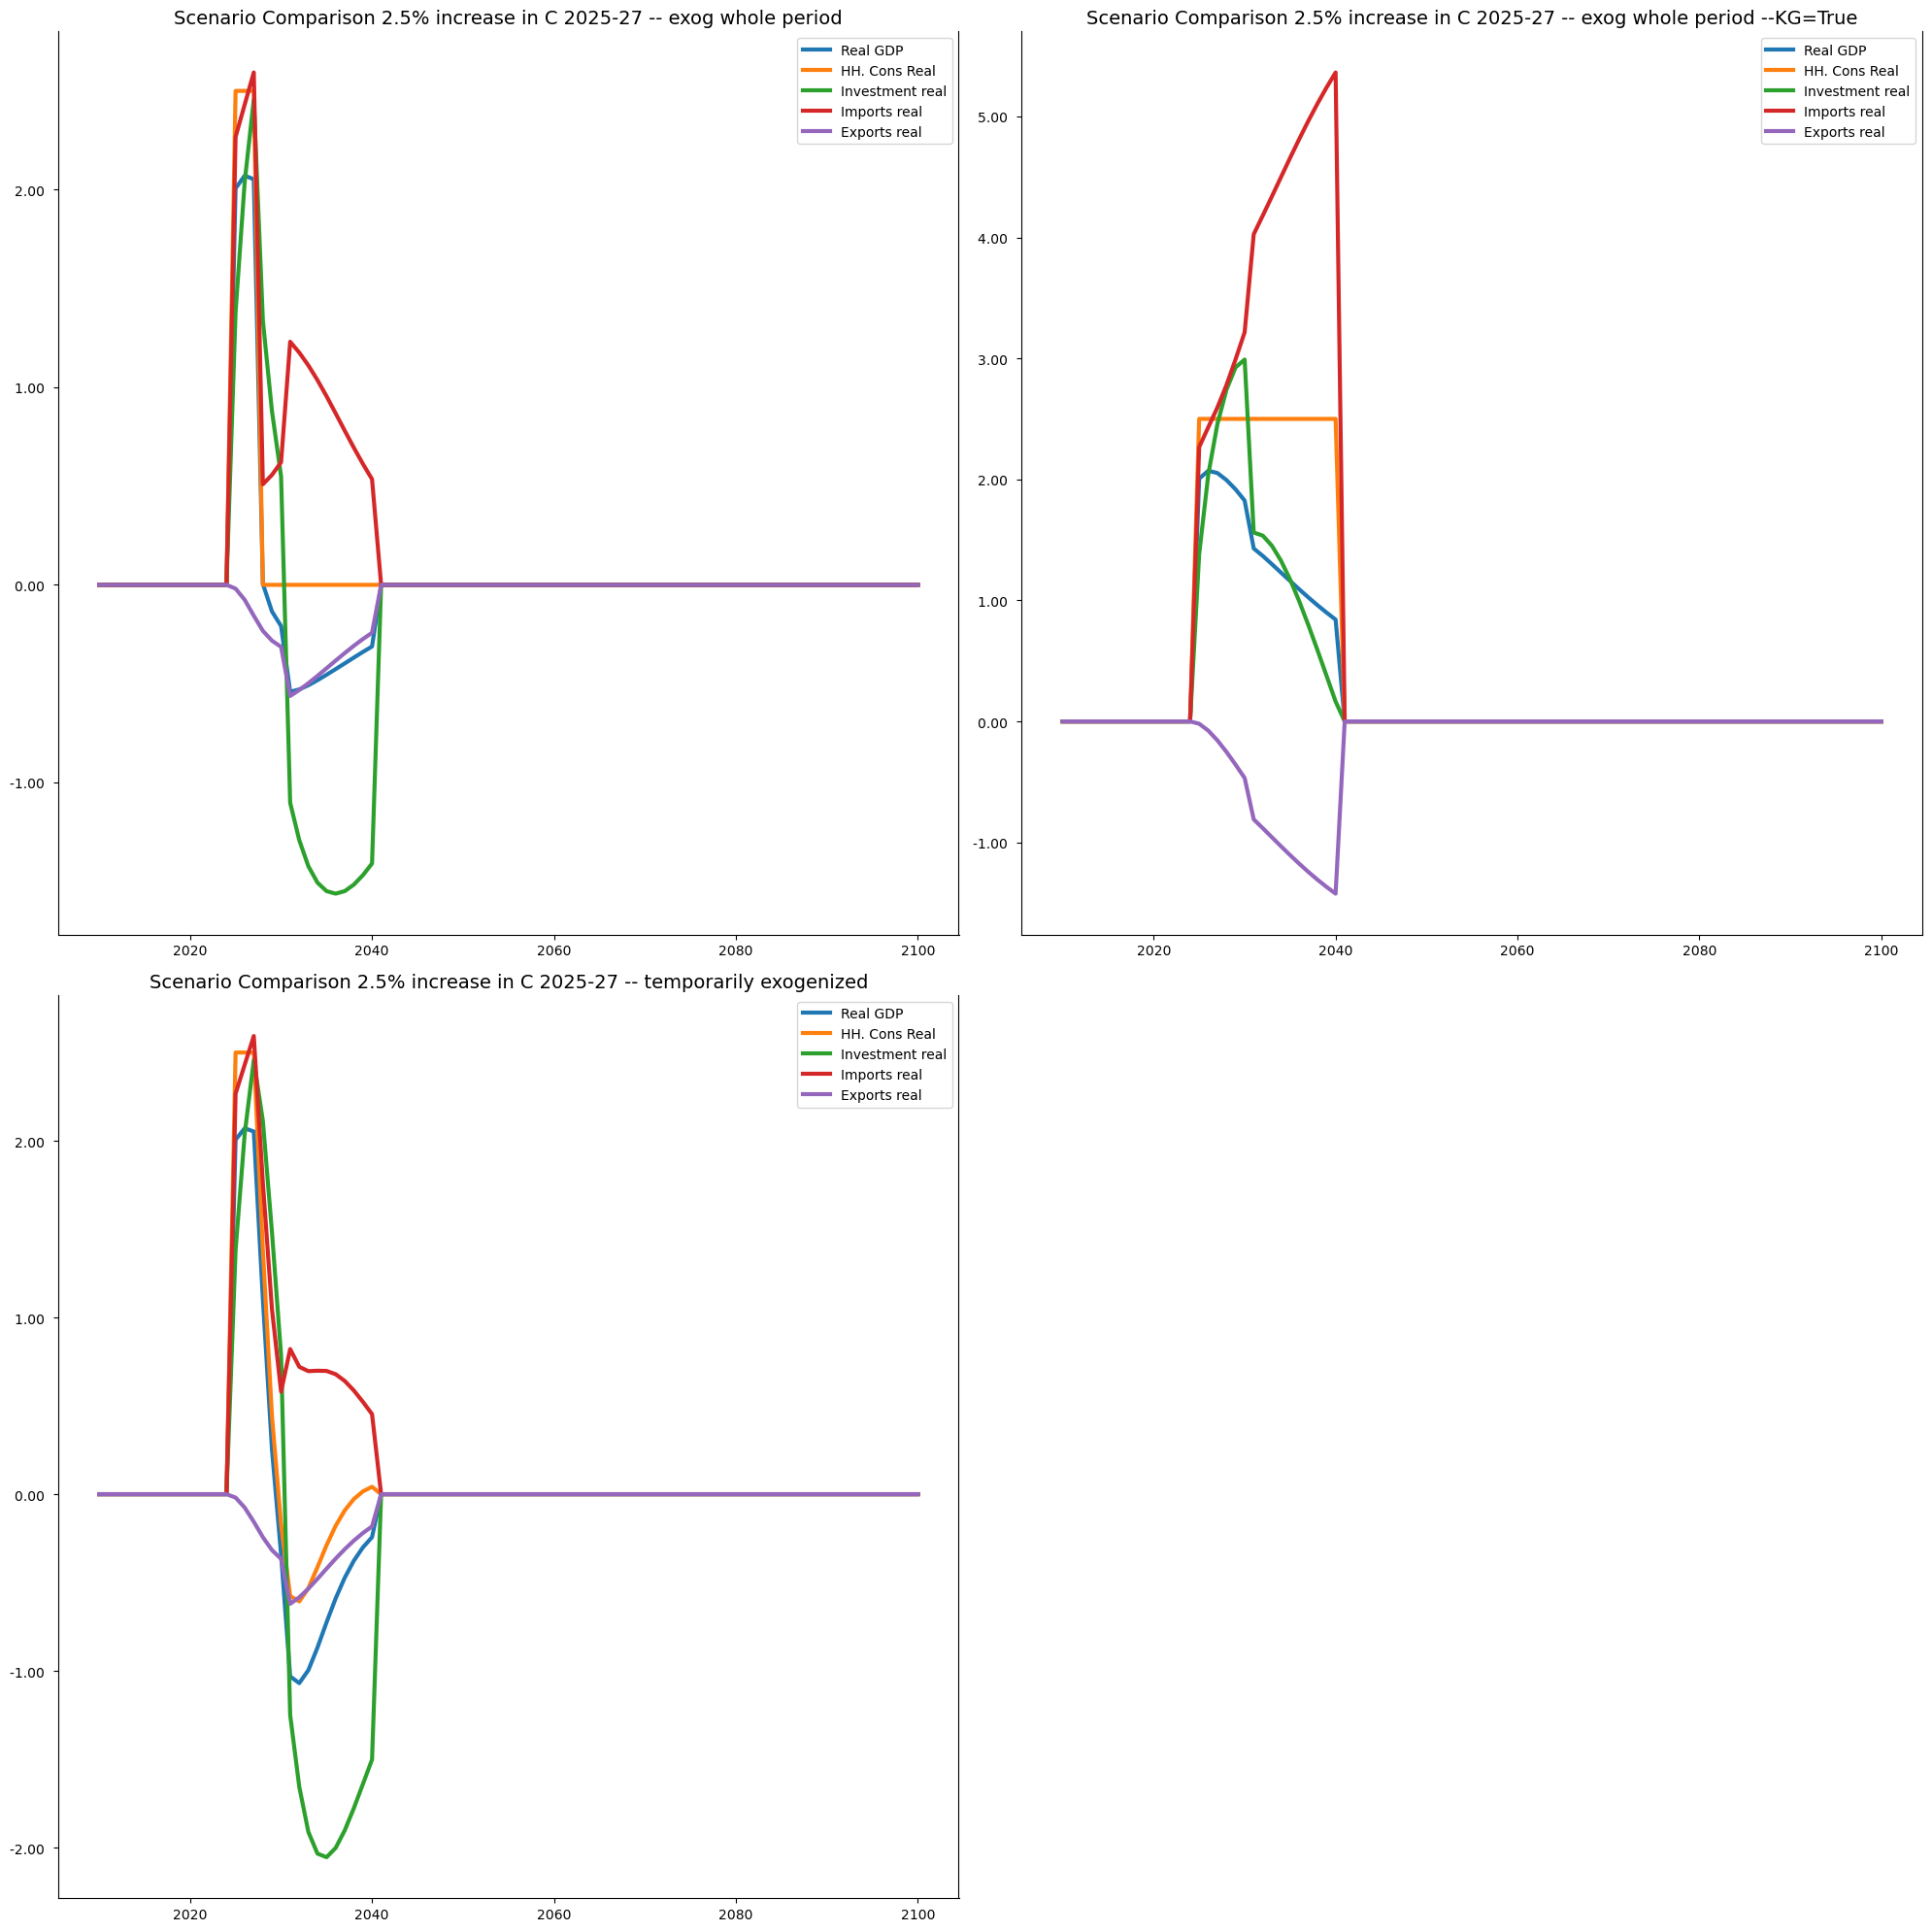 Scenario Comparison 2.5% increase in C 2025-27 -- exog whole period
Real GDP
HH. Cons Real
Investment real
Imports real
Exports real
2.00
1.00
0.00
-1.00
2020
2040
2060
2080
2100
Scenario Comparison 2.5% increase in C 2025-27 -- exog whole period --KG=True
Real GDP
HH. Cons Real
Investment real
Imports real
Exports real
5.00
4.00
3.00
2.00
1.00
0.00
-1.00
2020
2040
2060
2080
2100
Scenario Comparison 2.5% increase in C 2025-27 -- temporarily exogenized
Real GDP
HH. Cons Real
Investment real
Imports real
Exports real
2.00
1.00
0.00
-1.00
-2.00
2020
2040
2060
2080
2100